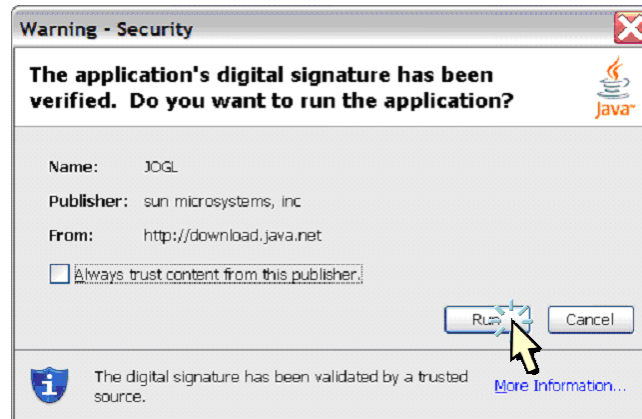 Warning - Security
The application's digital signature has been
verified. Do you want to run the application?
Java
Name: JOGL
Publisher: sun microsystems, inc
From: http://download.java.net
Always trust content from this publisher.
Run Cancel
The digital signature has been validated by a trusted
source.
More Information...